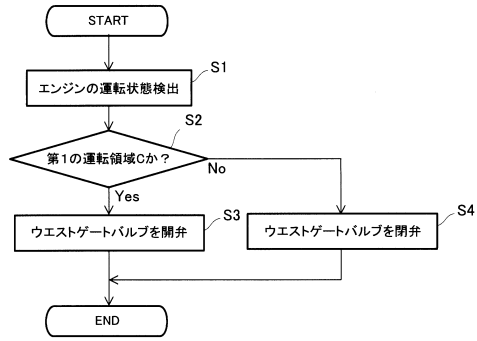 START
S1
エンジンの運転状態検出
S2
第1の運転領域Cか？
No
Yes
S3
ウエストゲートバルブを開弁
S4
ウエストゲートバルブを閉弁
END